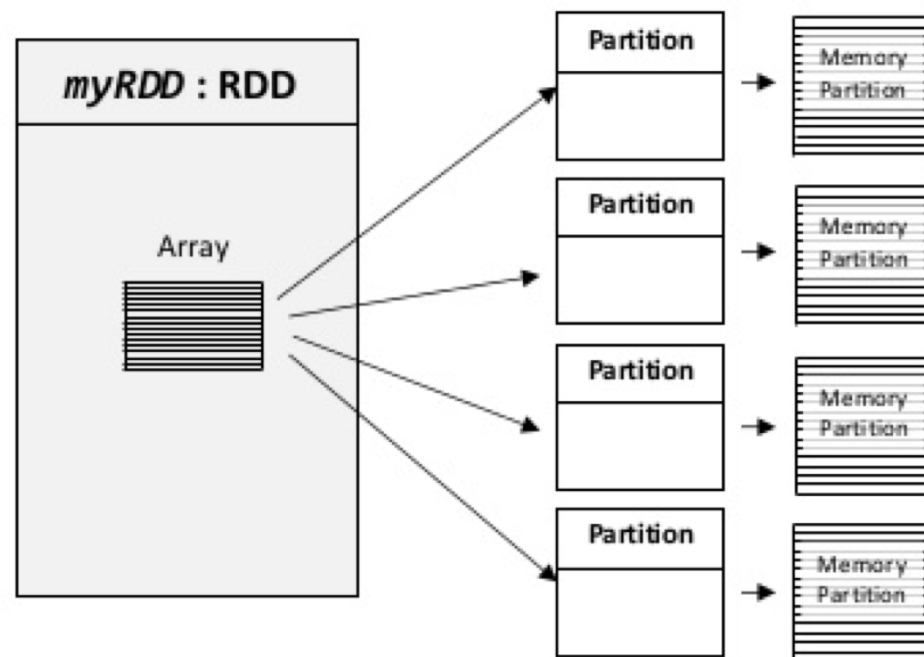 myRDD : RDD
Array
Partition
Memory
Partition
Partition
Memory
Partition
Partition
Memory
Partition
Partition
Memory
Partition